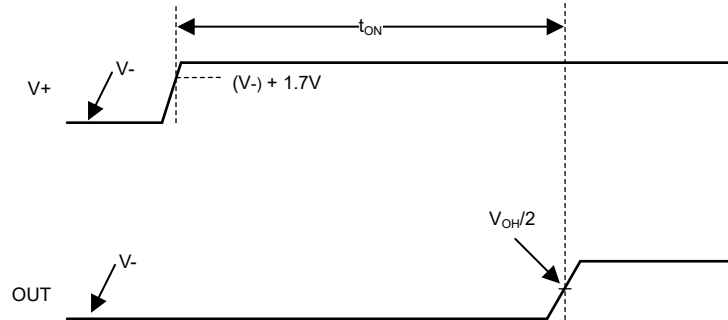 tON
V-
V+
(V-) + 1.7V
VOH/2
V-
OUT